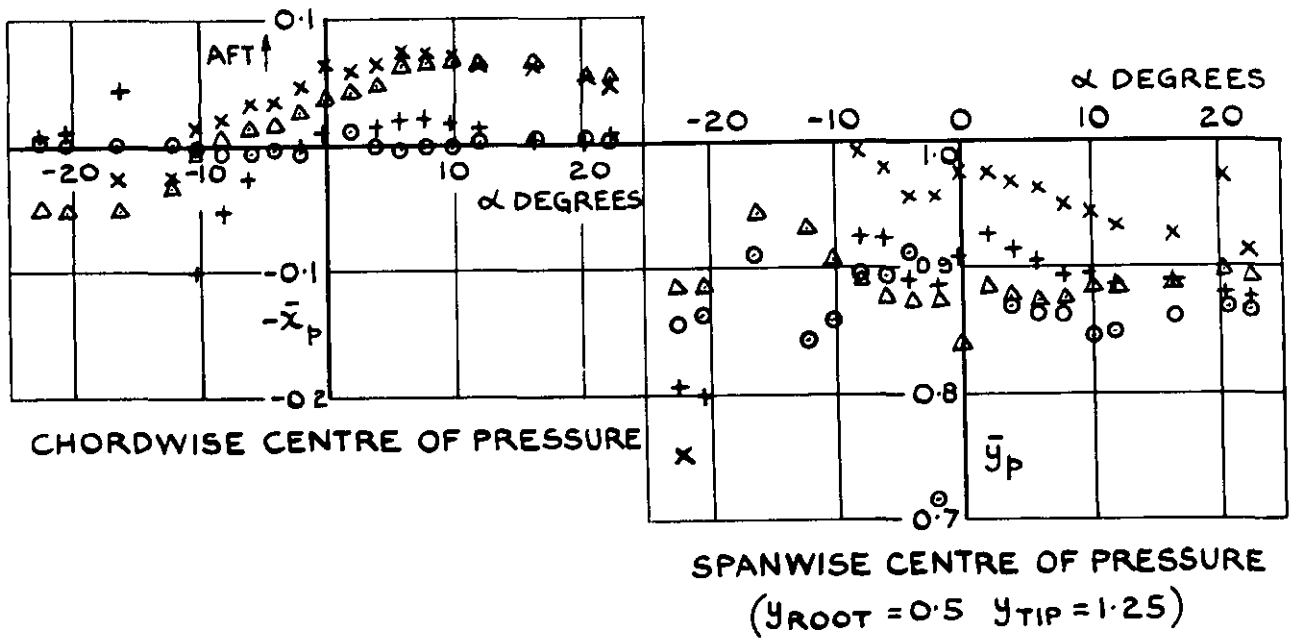 0·1
AFT ↑
-20
-10
10
20
α DEGREES
-0·1
-x̄p
-0·2
CHORDWISE CENTRE OF PRESSURE
α DEGREES
-20
-10
0
10
20
1·0
0·9
0·8
ȳp
0·7
SPANWISE CENTRE OF PRESSURE
(yROOT = 0·5 yTIP = 1·25)